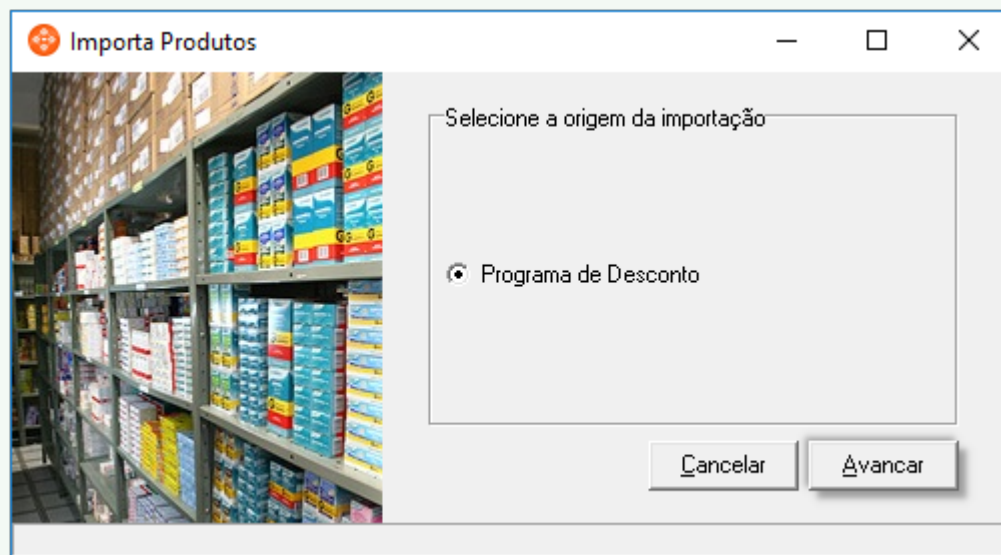 Importa Produtos
Selecione a origem da importação
Programa de Desconto
Cancelar
Avancar